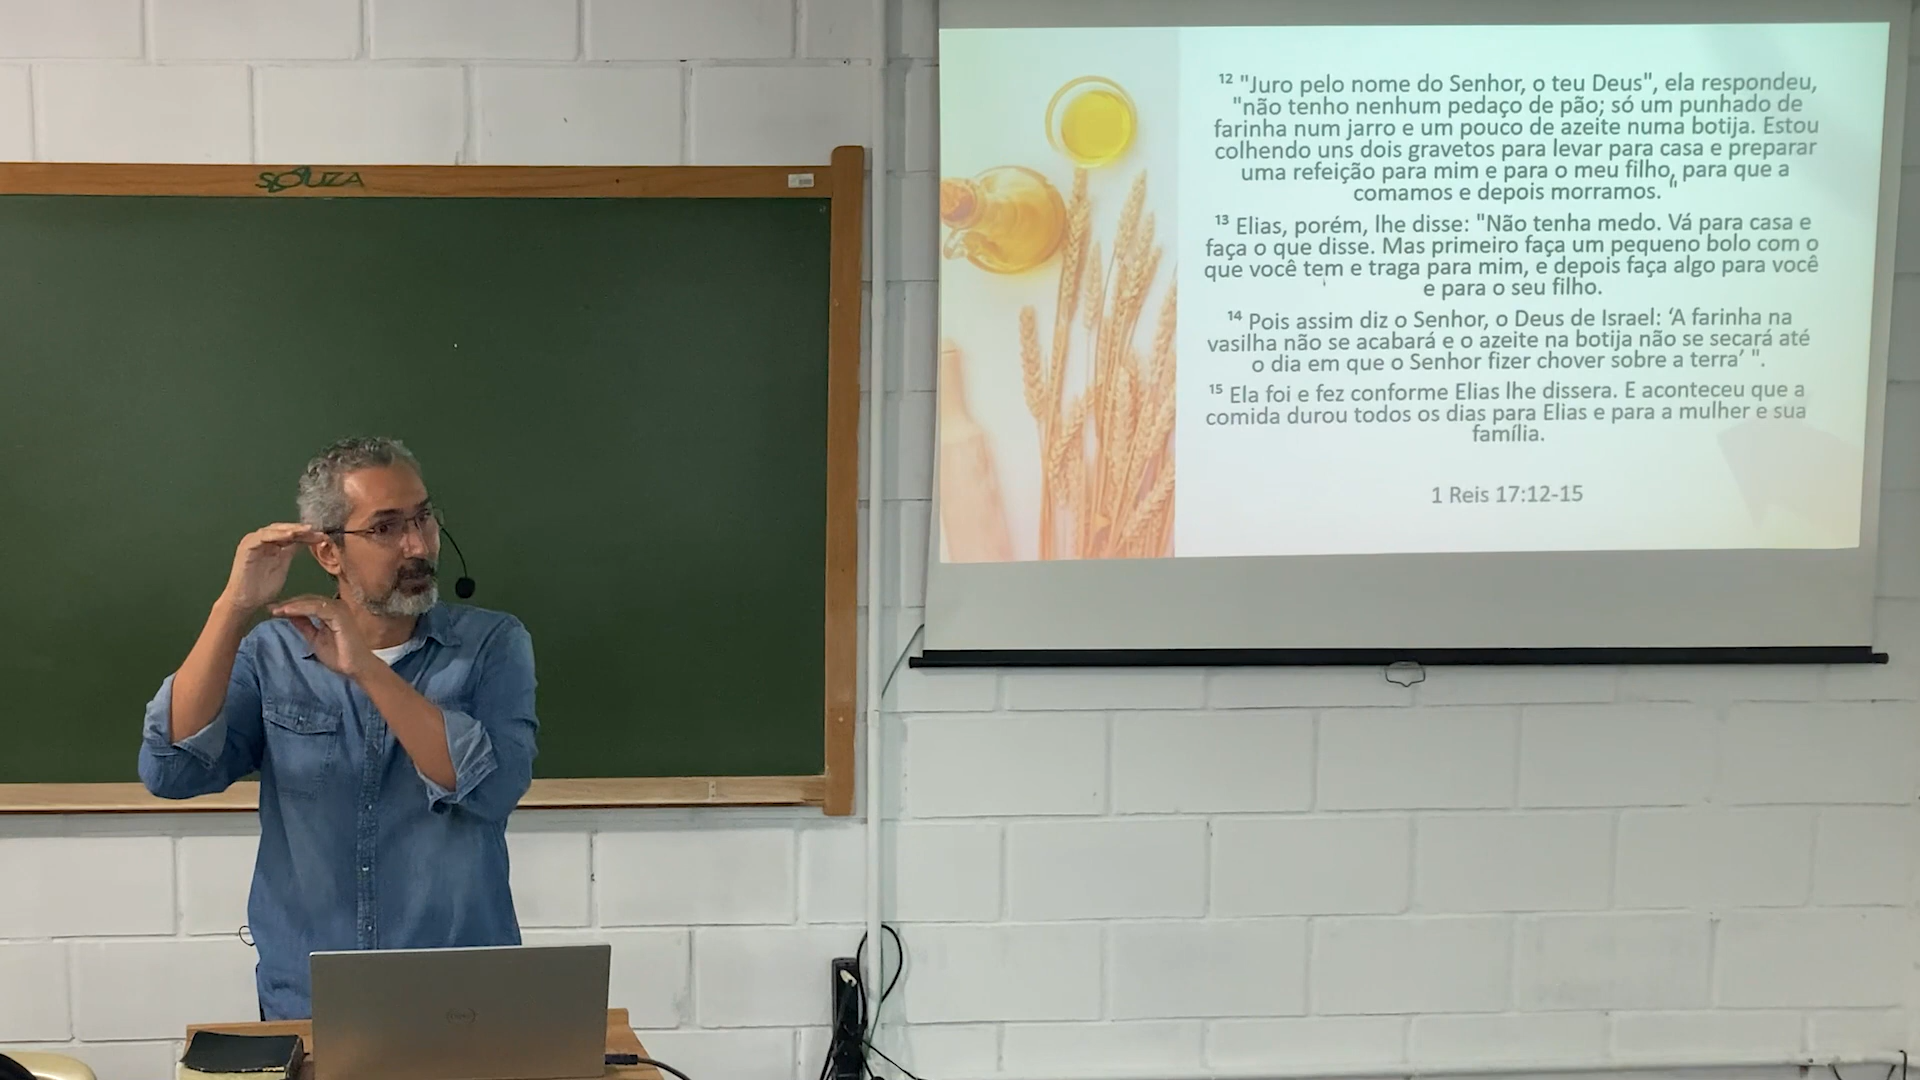 SOUZA
12 "Juro pelo nome do Senhor, o teu Deus", ela respondeu,
"não tenho nenhum pedaço de pão; só um punhado de
farinha num jarro e um pouco de azeite numa botija. Estou
colhendo uns dois gravetos para levar para casa e preparar
uma refeição para mim e para o meu filho, para que a
comamos e depois morramos. "
13 Elias, porém, lhe disse: "Não tenha medo. Vá para casa e
faça o que disse. Mas primeiro faça um pequeno bolo com o
que você tem e traga para mim, e depois faça algo para você
e para o seu filho.
14 Pois assim diz o Senhor, o Deus de Israel: ‘A farinha na
vasilha não se acabará e o azeite na botija não se secará até
o dia em que o Senhor fizer chover sobre a terra’ ".
15 Ela foi e fez conforme Elias lhe dissera. E aconteceu que a
comida durou todos os dias para Elias e para a mulher e sua
família.
1 Reis 17:12-15
DELL